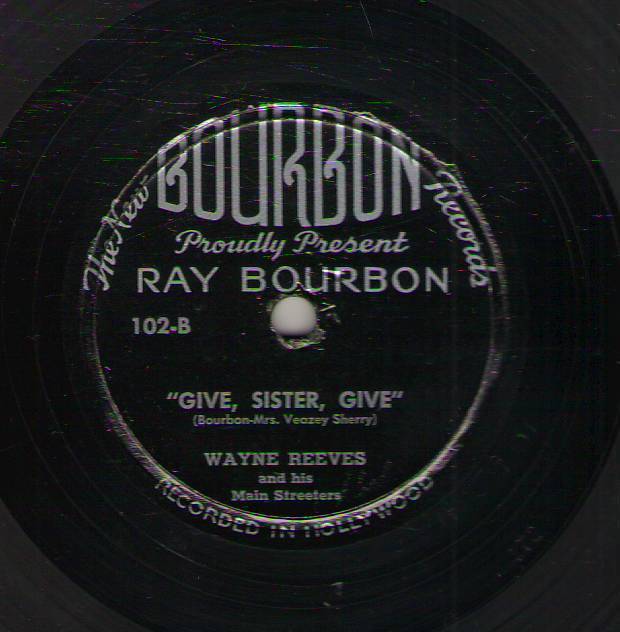 The New BOURBON Records
Proudly Present
RAY BOURBON
102-B
"GIVE, SISTER, GIVE"
(Bourbon-Mrs. Veazey Sherry)
WAYNE REEVES
and his
Main Streeters
RECORDED IN HOLLYWOOD